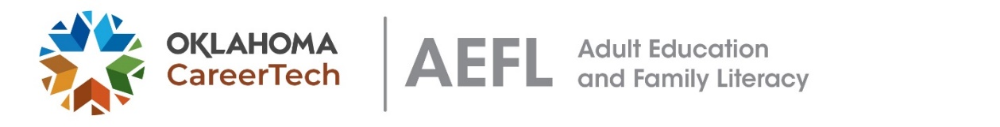 OKLAHOMA
CareerTech
AEFL
Adult Education
and Family Literacy